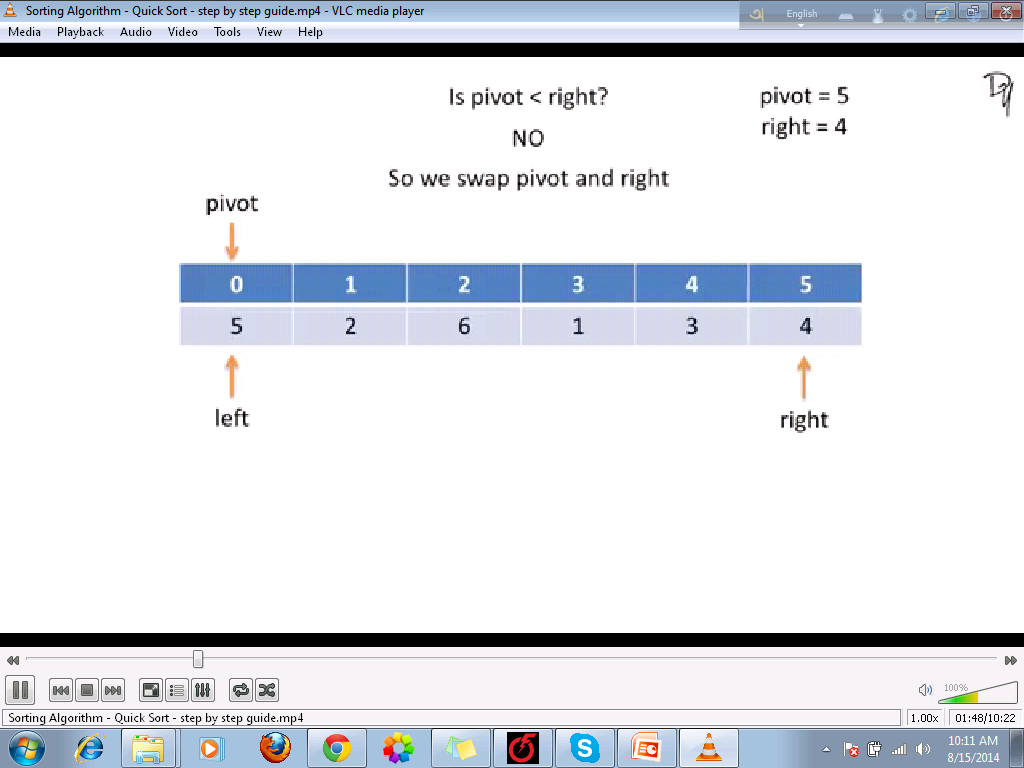 Sorting Algorithm - Quick Sort - step by step guide.mp4 - VLC media player
English
Media Playback Audio Video Tools View Help
Is pivot < right?
pivot = 5
NO
right = 4
So we swap pivot and right
pivot
0 1 2 3 4 5
5 2 6 1 3 4
left
right
100%
Sorting Algorithm - Quick Sort - step by step guide.mp4
1.00x
01:48/10:22
10:11 AM
8/15/2014